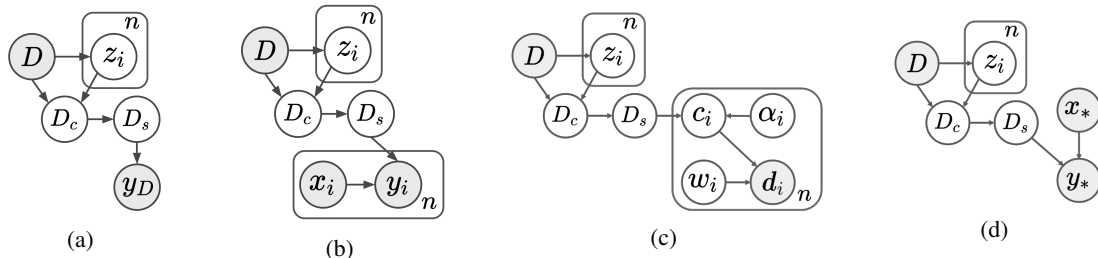 D z_i n
D_c D_s
y_D
(a)
D z_i n
D_c D_s
x_i y_i n
(b)
D z_i n
D_c D_s c_i α_i
w_i d_i n
(c)
D z_i n
D_c D_s x_*
y_*
(d)